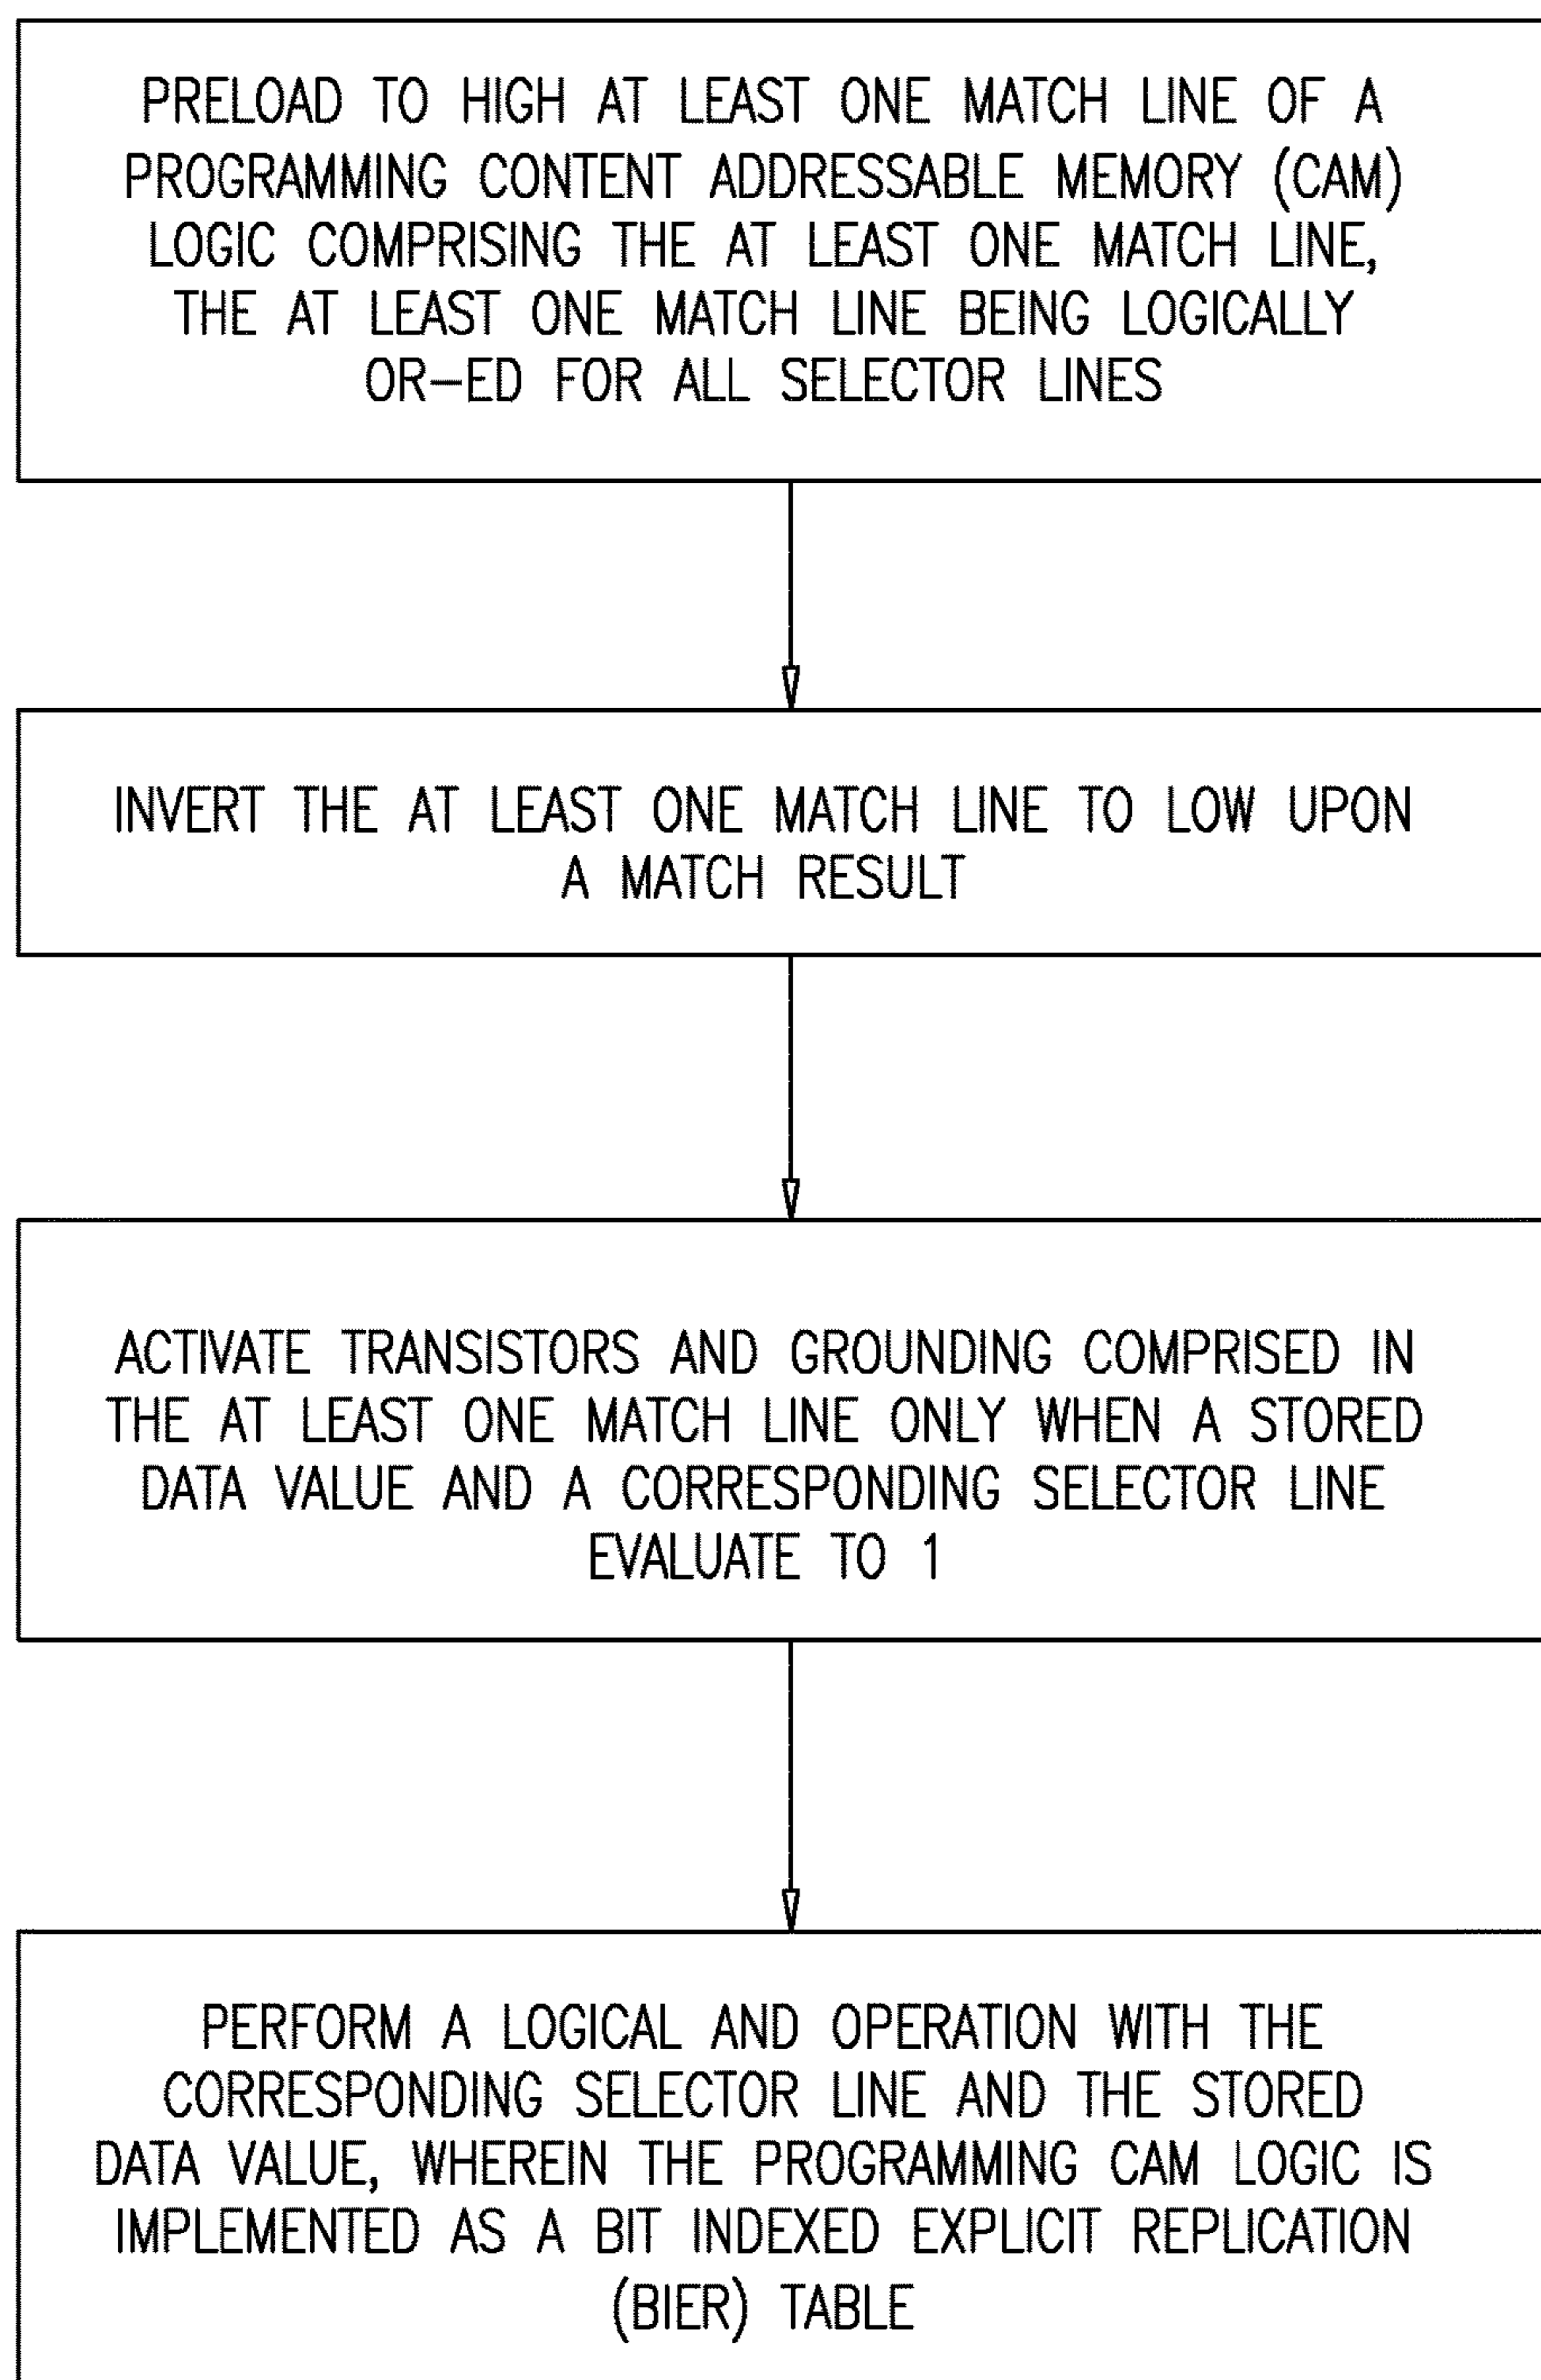 PRELOAD TO HIGH AT LEAST ONE MATCH LINE OF A
PROGRAMMING CONTENT ADDRESSABLE MEMORY (CAM)
LOGIC COMPRISING THE AT LEAST ONE MATCH LINE,
THE AT LEAST ONE MATCH LINE BEING LOGICALLY
OR-ED FOR ALL SELECTOR LINES
INVERT THE AT LEAST ONE MATCH LINE TO LOW UPON
A MATCH RESULT
ACTIVATE TRANSISTORS AND GROUNDING COMPRISED IN
THE AT LEAST ONE MATCH LINE ONLY WHEN A STORED
DATA VALUE AND A CORRESPONDING SELECTOR LINE
EVALUATE TO 1
PERFORM A LOGICAL AND OPERATION WITH THE
CORRESPONDING SELECTOR LINE AND THE STORED
DATA VALUE, WHEREIN THE PROGRAMMING CAM LOGIC IS
IMPLEMENTED AS A BIT INDEXED EXPLICIT REPLICATION
(BIER) TABLE